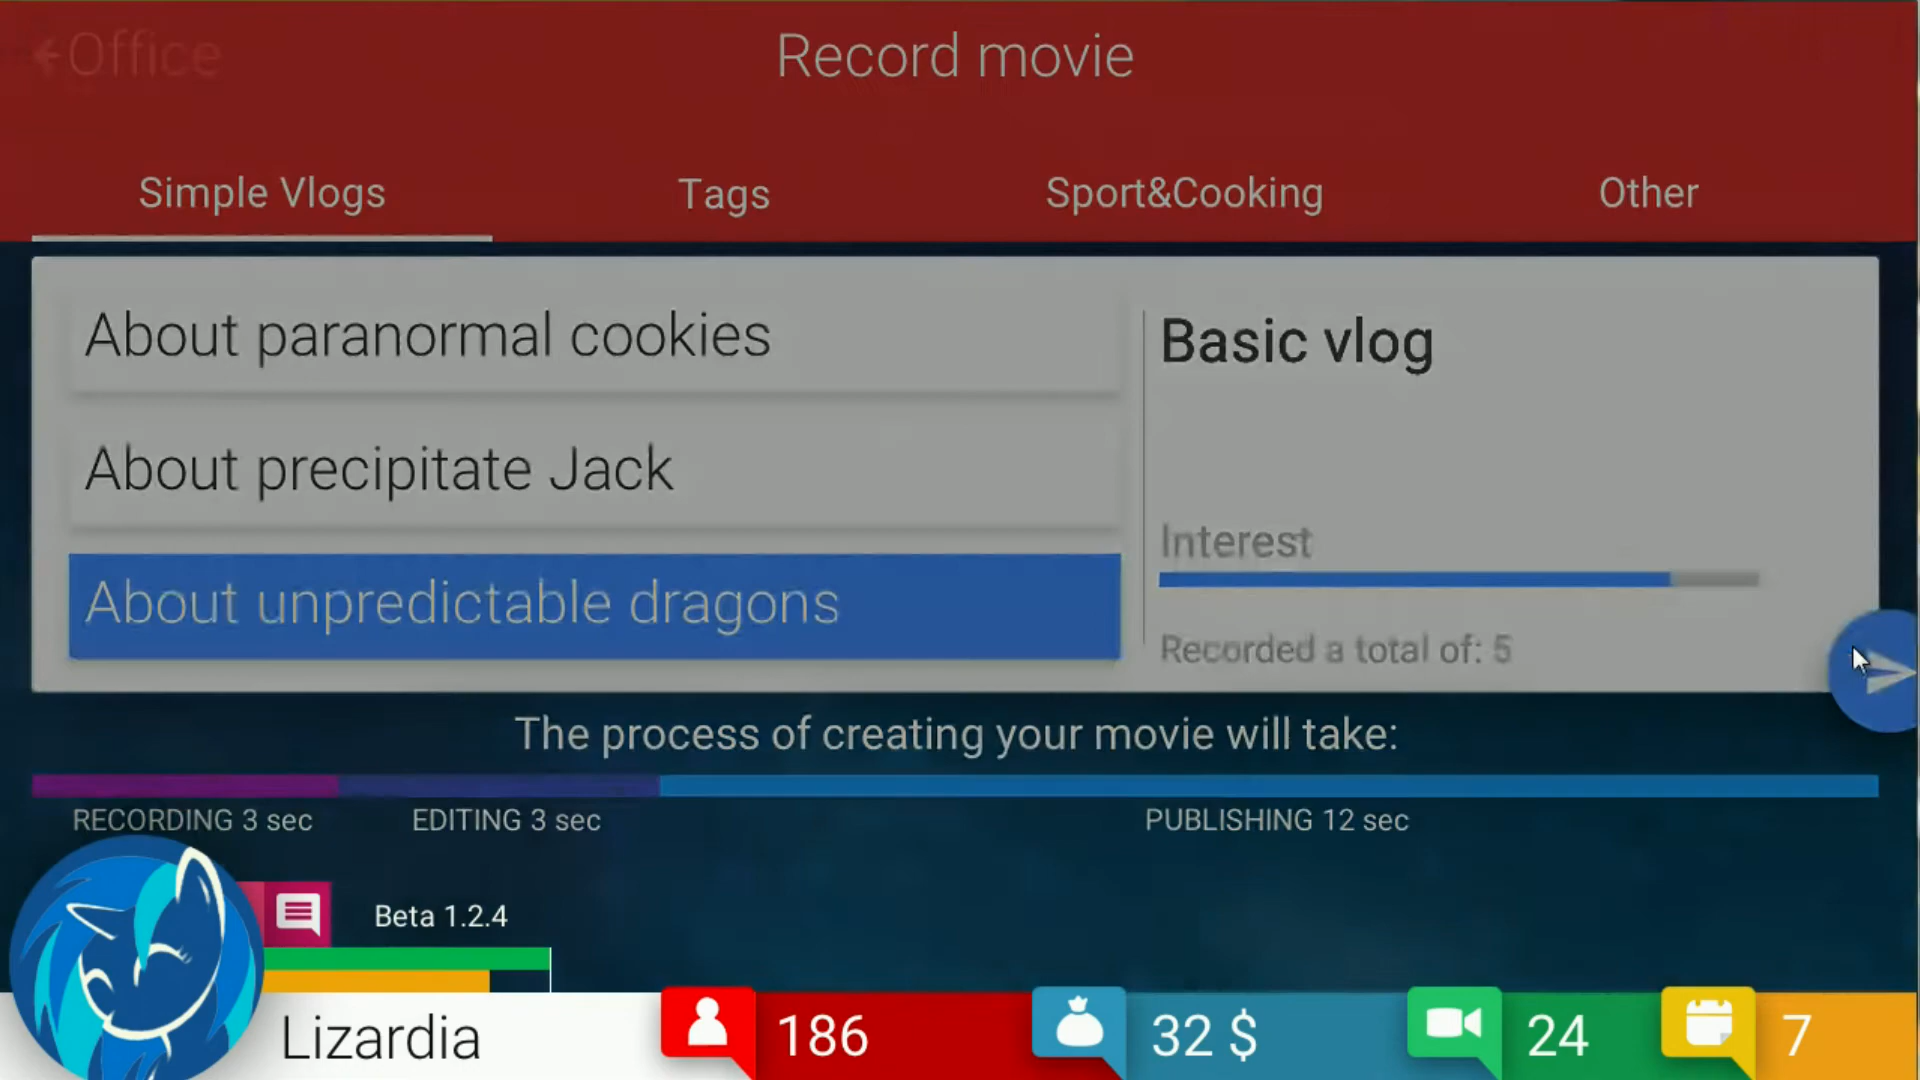 Office
Record movie
Simple Vlogs
Tags
Sport&Cooking
Other
About paranormal cookies
Basic vlog
About precipitate Jack
Interest
About unpredictable dragons
Recorded a total of: 5
The process of creating your movie will take:
RECORDING 3 sec
EDITING 3 sec
PUBLISHING 12 sec
Beta 1.2.4
Lizardia
186
32 $
24
7